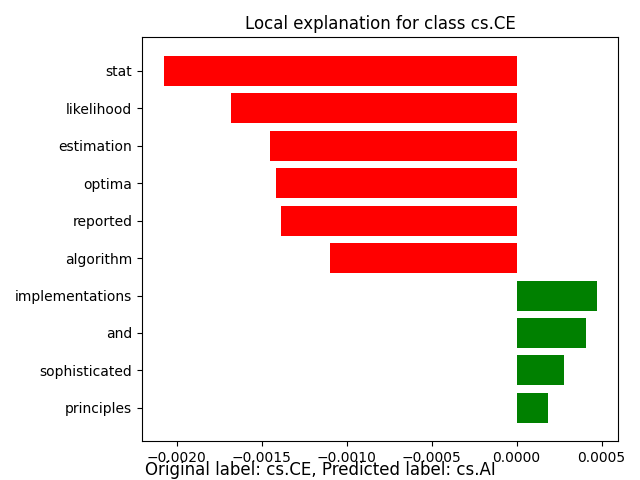 Local explanation for class cs.CE
stat
likelihood
estimation
optima
reported
algorithm
implementations
and
sophisticated
principles
−0.0020 −0.0015 −0.0010 −0.0005 0.0000 0.0005
Original label: cs.CE, Predicted label: cs.AI